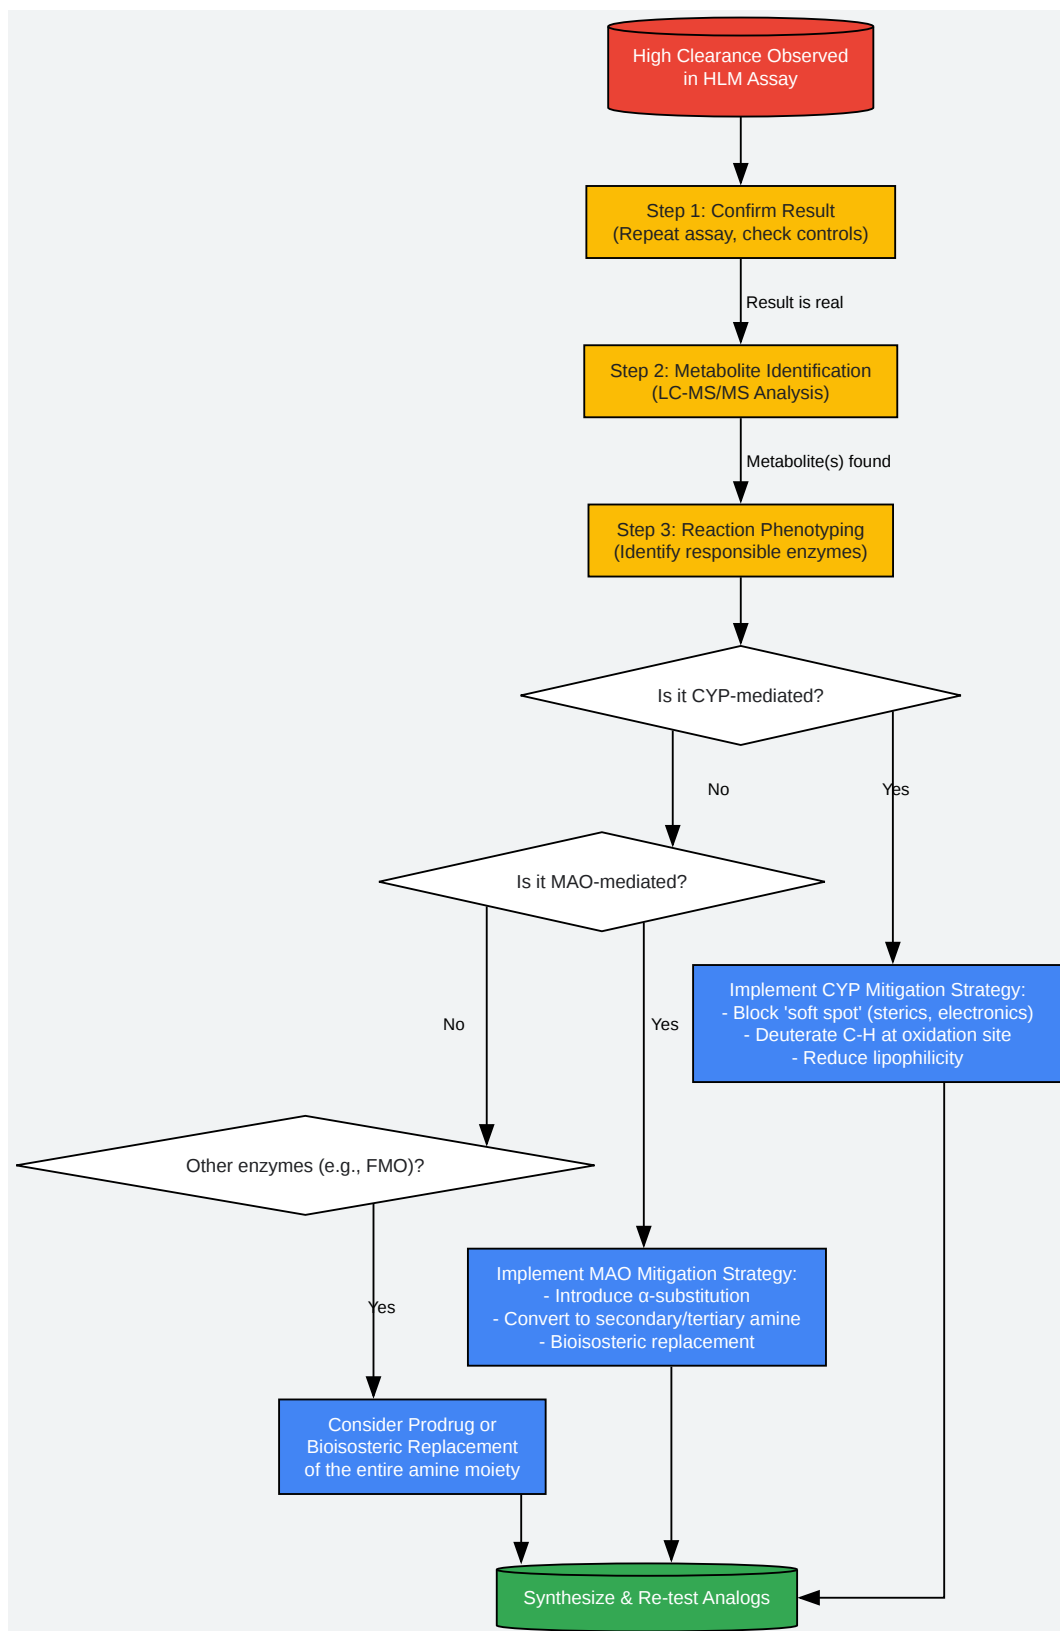 High Clearance Observed
in HLM Assay
Step 1: Confirm Result
(Repeat assay, check controls)
Result is real
Step 2: Metabolite Identification
(LC-MS/MS Analysis)
Metabolite(s) found
Step 3: Reaction Phenotyping
(Identify responsible enzymes)
Is it CYP-mediated?
No
Yes
Is it MAO-mediated?
Implement CYP Mitigation Strategy:
- Block 'soft spot' (sterics, electronics)
- Deuterate C-H at oxidation site
- Reduce lipophilicity
No
Yes
Other enzymes (e.g., FMO)?
Implement MAO Mitigation Strategy:
- Introduce α-substitution
- Convert to secondary/tertiary amine
- Bioisosteric replacement
Yes
Consider Prodrug or
Bioisosteric Replacement
of the entire amine moiety
Synthesize & Re-test Analogs